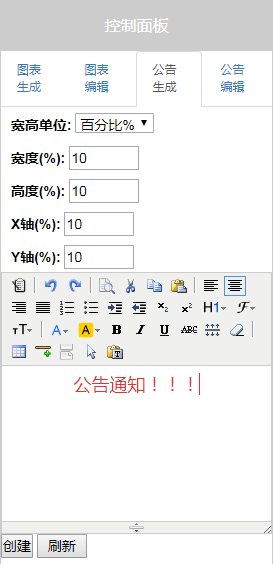 控制面板
图表生成 图表编辑 公告生成 公告编辑
宽高单位: 百分比%
宽度(%): 10
高度(%): 10
X轴(%): 10
Y轴(%): 10
H1 ℱ
тT A A B I U ABC
T
公告通知！！！
创建 刷新